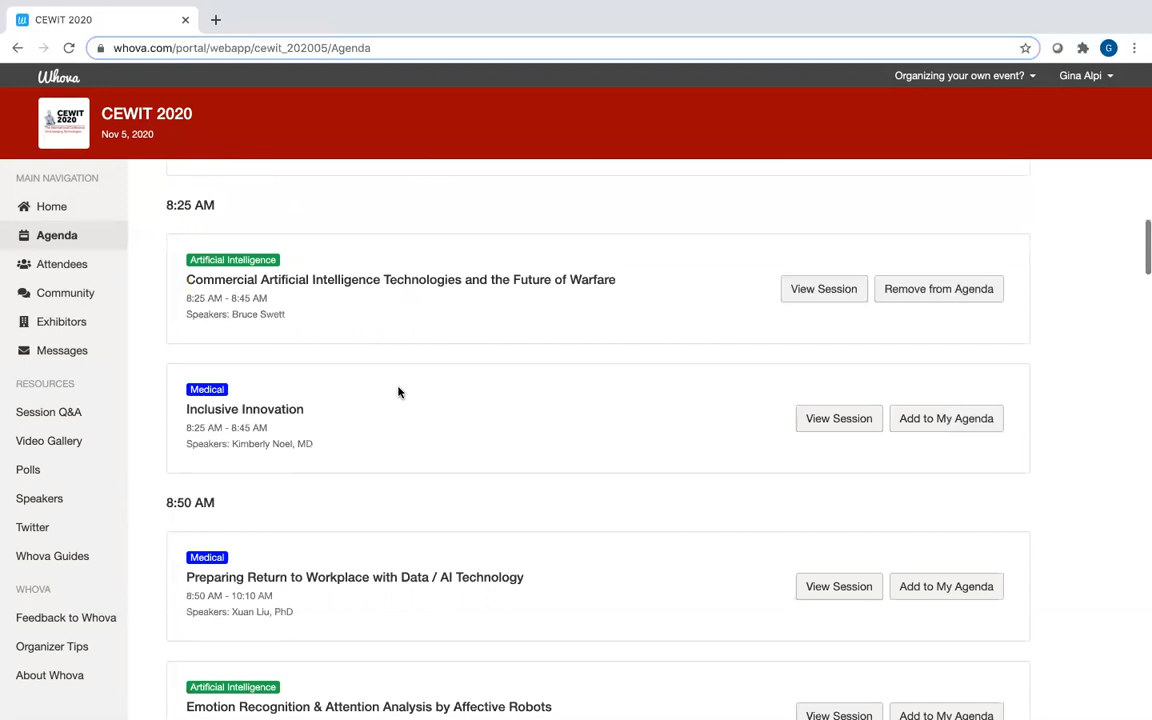 CEWIT 2020
whova.com/portal/webapp/cewit_202005/Agenda
G
Whova
Organizing your own event?
Gina Alpi
CEWIT
2020
CEWIT 2020
Nov 5, 2020
MAIN NAVIGATION
Home
Agenda
Attendees
Community
Exhibitors
Messages
RESOURCES
Session Q&A
Video Gallery
Polls
Speakers
Twitter
Whova Guides
WHOVA
Feedback to Whova
Organizer Tips
About Whova
8:25 AM
Artificial Intelligence
Commercial Artificial Intelligence Technologies and the Future of Warfare
8:25 AM - 8:45 AM
Speakers: Bruce Swett
View Session
Remove from Agenda
Medical
Inclusive Innovation
8:25 AM - 8:45 AM
Speakers: Kimberly Noel, MD
View Session
Add to My Agenda
8:50 AM
Medical
Preparing Return to Workplace with Data / AI Technology
8:50 AM - 10:10 AM
Speakers: Xuan Liu, PhD
View Session
Add to My Agenda
Artificial Intelligence
Emotion Recognition & Attention Analysis by Affective Robots
View Session
Add to My Agenda